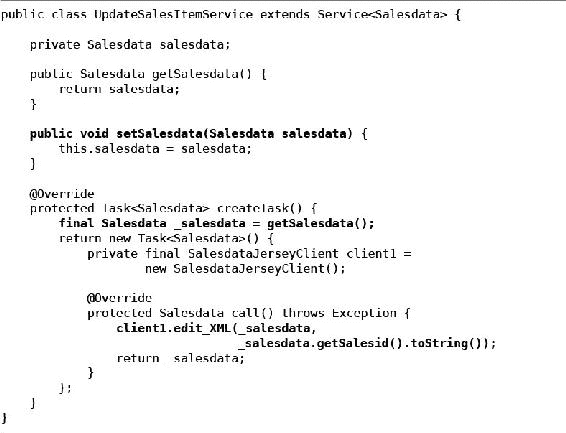 public class UpdateSalesItemService extends Service<Salesdata> {
    private Salesdata salesdata;
    public Salesdata getSalesdata() {
        return salesdata;
    }
    public void setSalesdata(Salesdata salesdata) {
        this.salesdata = salesdata;
    }
    @Override
    protected Task<Salesdata> createTask() {
        final Salesdata _salesdata = getSalesdata();
        return new Task<Salesdata>() {
            private final SalesdataJerseyClient client1 =
                    new SalesdataJerseyClient();
            @Override
            protected Salesdata call() throws Exception {
                client1.edit_XML(_salesdata,
                                 _salesdata.getSalesid().toString());
                return _salesdata;
            }
        };
    }
}